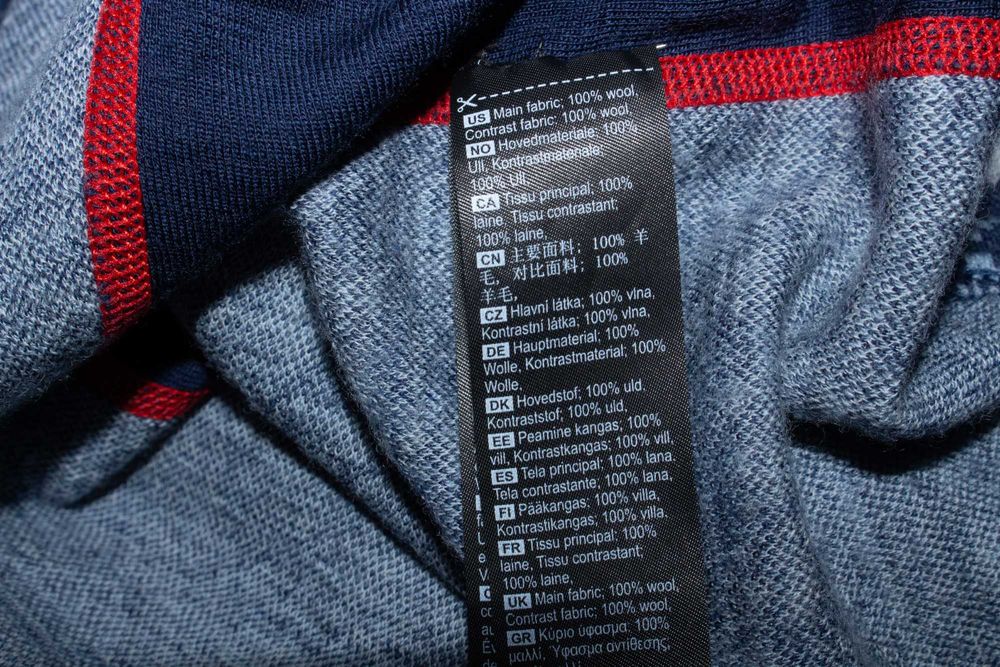 US Main fabric; 100% wool,
Contrast fabric: 100% wool,
NO Hovedmateriale: 100%
Ull, Kontrastmateriale;
100% Ull,
CA Tissu principal; 100%
laine, Tissu contrastant;
100% laine,
CN 主要面料; 100% 羊
毛, 对比面料; 100%
羊毛,
CZ Hlavní látka; 100% vlna,
Kontrastní látka; 100% vlna,
DE Hauptmaterial; 100%
Wolle, Kontrastmaterial; 100%
Wolle,
DK Hovedstof; 100% uld,
Kontraststof; 100% uld,
EE Peamine kangas, 100%
vill, Kontrastkangas; 100% vill,
ES Tela principal: 100% lana.
Tela contrastante; 100% lana,
FI Pääkangas: 100% villa,
Kontrastikangas; 100% villa.
FR Tissu principal; 100%
laine, Tissu contrastant;
100% laine,
UK Main fabric; 100% wool,
Contrast fabric; 100% wool,
GR Κύριο ύφασμα: 100%
μαλλί, Ύφασμα αντίθεσης,